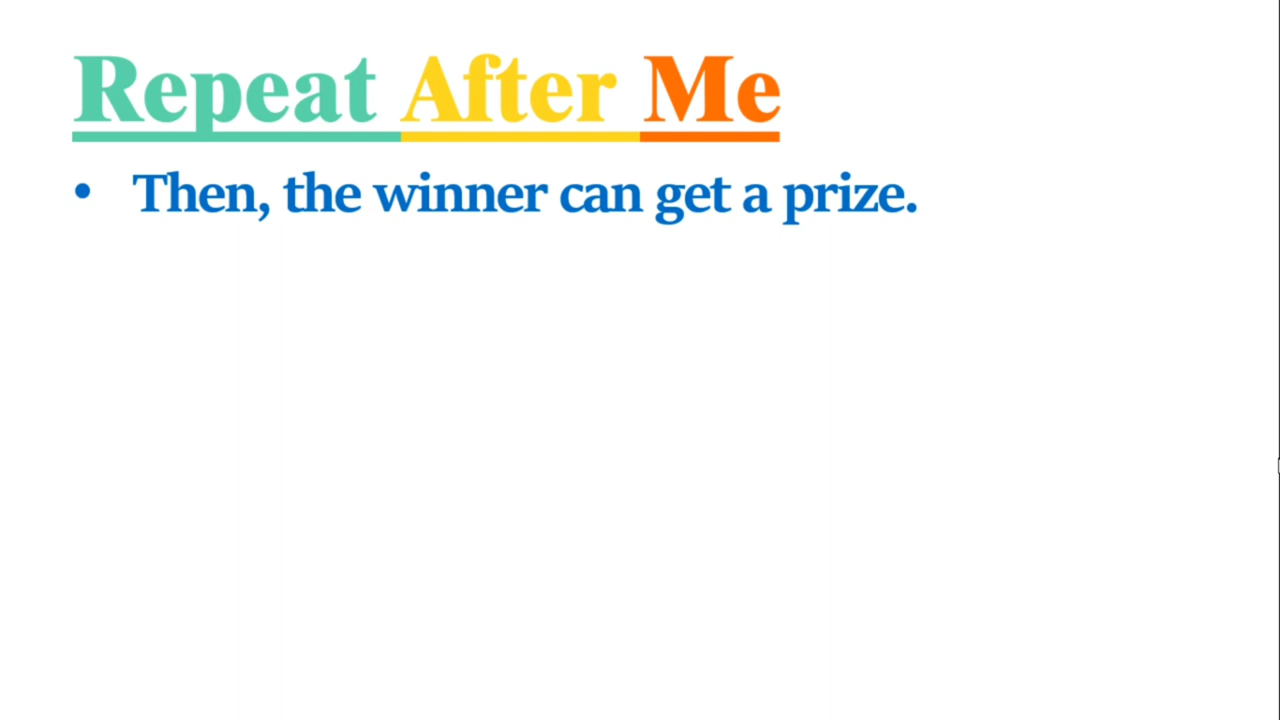 Repeat After Me
• Then, the winner can get a prize.